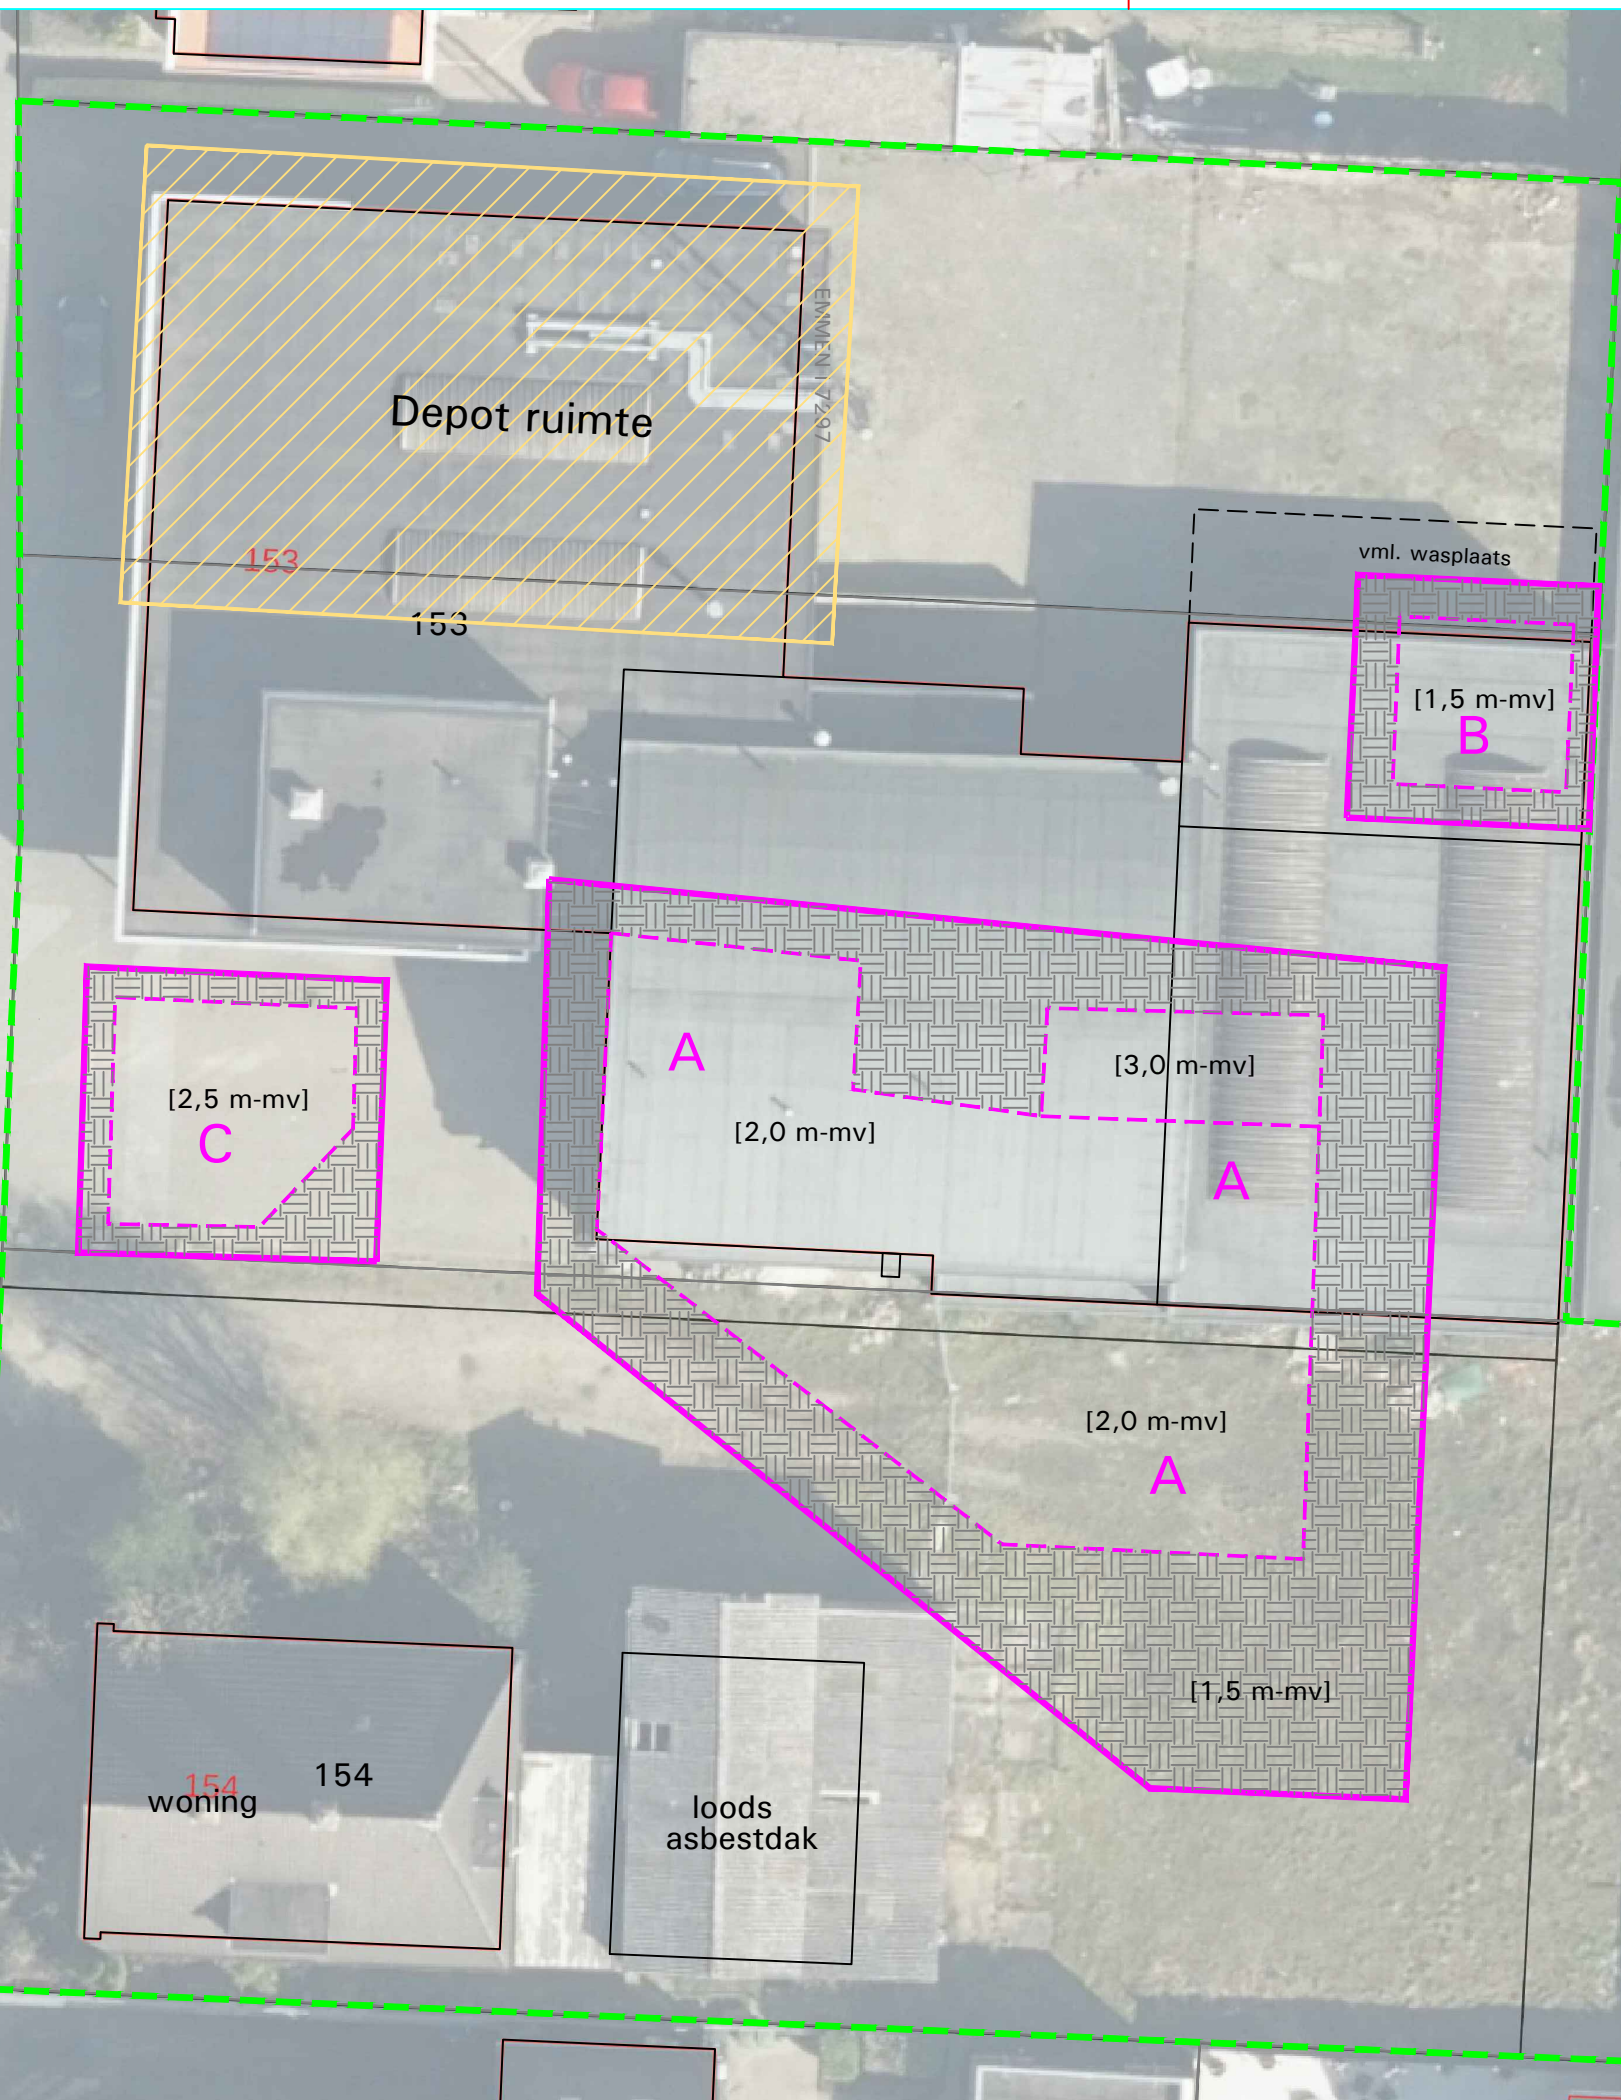 EMMEN I 7297
Depot ruimte
153
153
vml. wasplaats
[1,5 m-mv]
B
A
[3,0 m-mv]
[2,5 m-mv]
C
[2,0 m-mv]
A
[2,0 m-mv]
A
[1,5 m-mv]
154
154
woning
loods
asbestdak